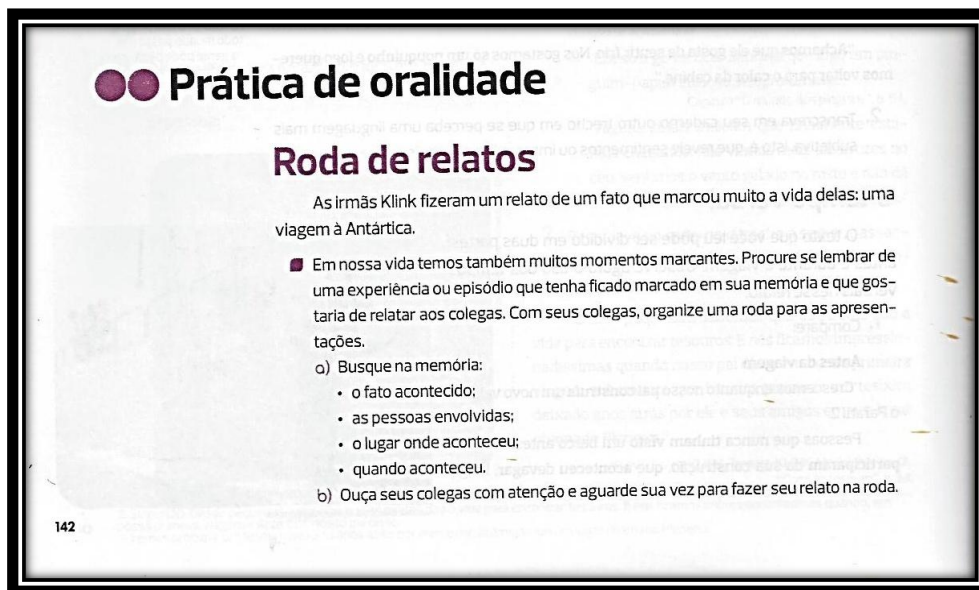 Prática de oralidade
Roda de relatos
As irmãs Klink fizeram um relato de um fato que marcou muito a vida delas: uma
viagem à Antártica.
Em nossa vida temos também muitos momentos marcantes. Procure se lembrar de
uma experiência ou episódio que tenha ficado marcado em sua memória e que gos-
taria de relatar aos colegas. Com seus colegas, organize uma roda para as apresen-
tações.
a) Busque na memória:
• o fato acontecido;
• as pessoas envolvidas;
• o lugar onde aconteceu;
• quando aconteceu.
b) Ouça seus colegas com atenção e aguarde sua vez para fazer seu relato na roda.
142